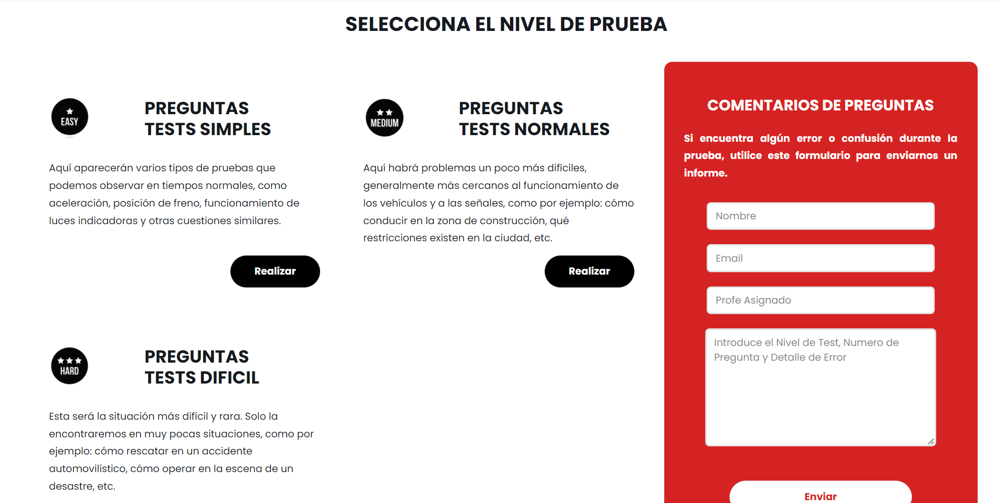 SELECCIONA EL NIVEL DE PRUEBA
EASY
PREGUNTAS
TESTS SIMPLES
Aquí aparecerán varios tipos de pruebas que
podemos observar en tiempos normales, como
aceleración, posición de freno, funcionamiento de
luces indicadoras y otras cuestiones similares.
Realizar
MEDIUM
PREGUNTAS
TESTS NORMALES
Aquí habrá problemas un poco más difíciles,
generalmente más cercanos al funcionamiento de
los vehículos y a las señales, como por ejemplo: cómo
conducir en la zona de construcción, qué
restricciones existen en la ciudad, etc.
Realizar
HARD
PREGUNTAS
TESTS DIFICIL
Esta será la situación más difícil y rara. Solo la
encontraremos en muy pocas situaciones, como por
ejemplo: cómo rescatar en un accidente
automovilístico, cómo operar en la escena de un
desastre, etc.
COMENTARIOS DE PREGUNTAS
Si encuentra algún error o confusión durante la
prueba, utilice este formulario para enviarnos un
informe.
Nombre
Email
Profe Asignado
Introduce el Nivel de Test, Numero de
Pregunta y Detalle de Error
Enviar